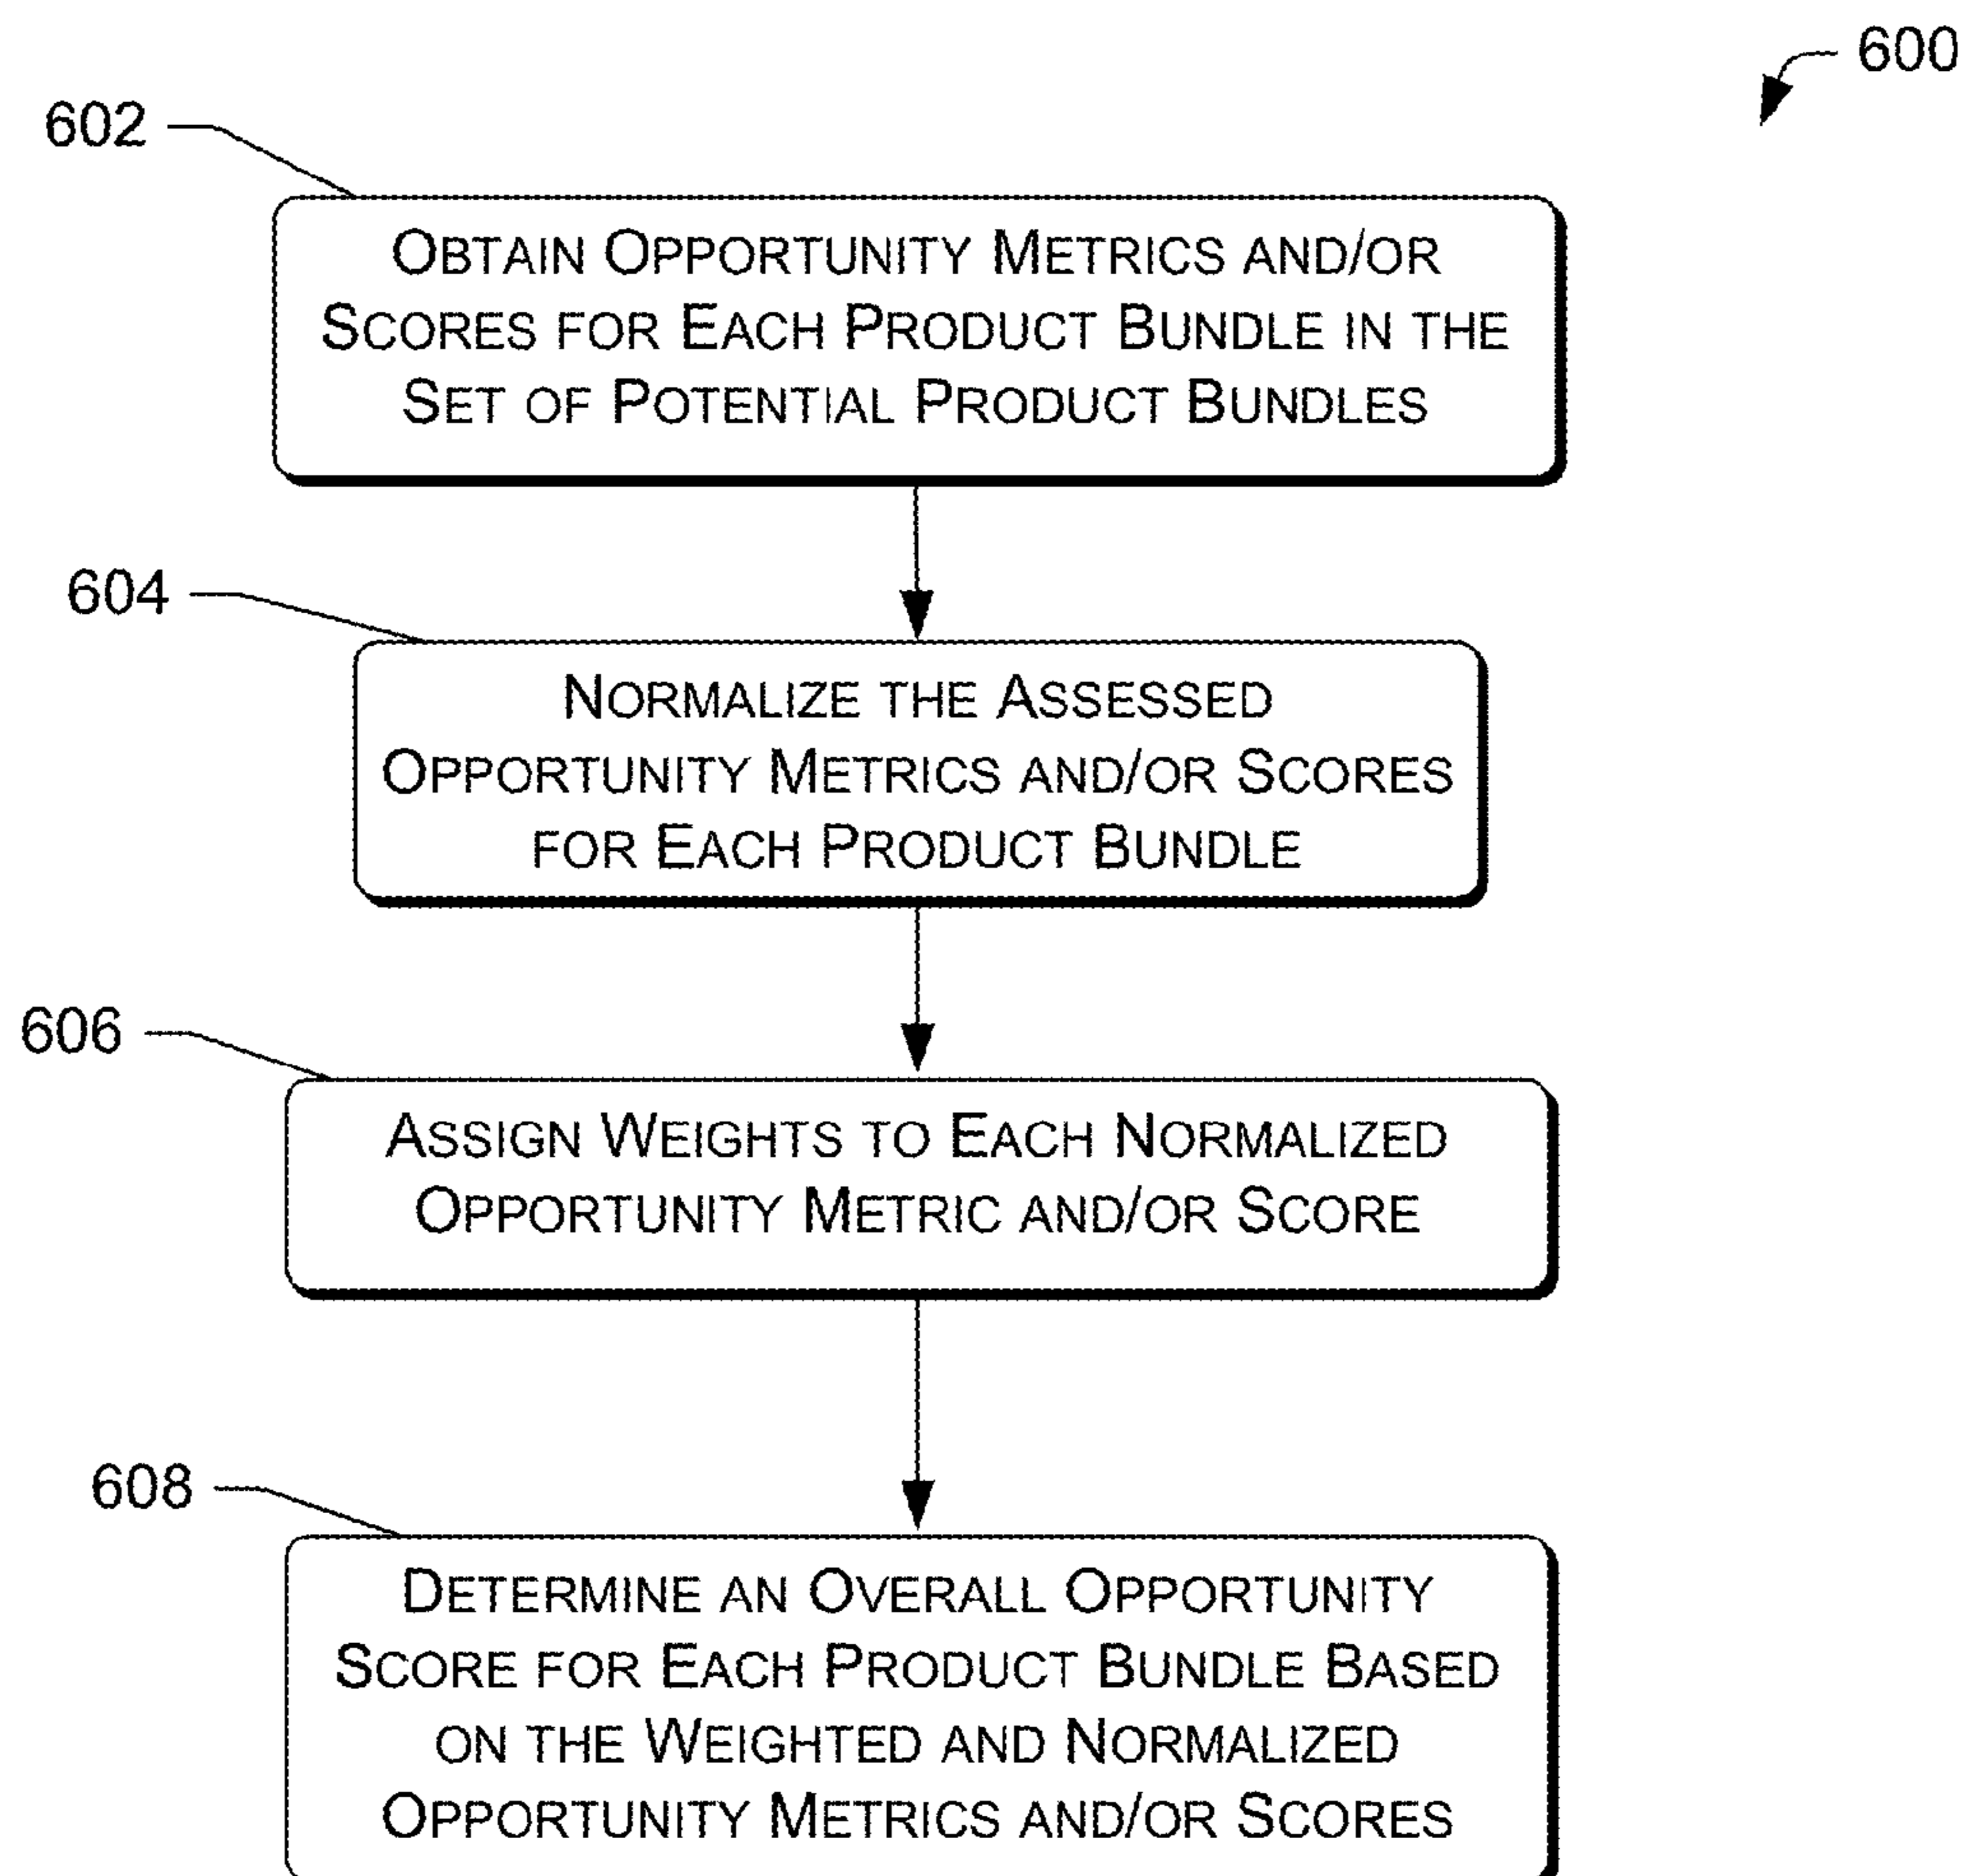 600
602
OBTAIN OPPORTUNITY METRICS AND/OR
SCORES FOR EACH PRODUCT BUNDLE IN THE
SET OF POTENTIAL PRODUCT BUNDLES
604
NORMALIZE THE ASSESSED
OPPORTUNITY METRICS AND/OR SCORES
FOR EACH PRODUCT BUNDLE
606
ASSIGN WEIGHTS TO EACH NORMALIZED
OPPORTUNITY METRIC AND/OR SCORE
608
DETERMINE AN OVERALL OPPORTUNITY
SCORE FOR EACH PRODUCT BUNDLE BASED
ON THE WEIGHTED AND NORMALIZED
OPPORTUNITY METRICS AND/OR SCORES